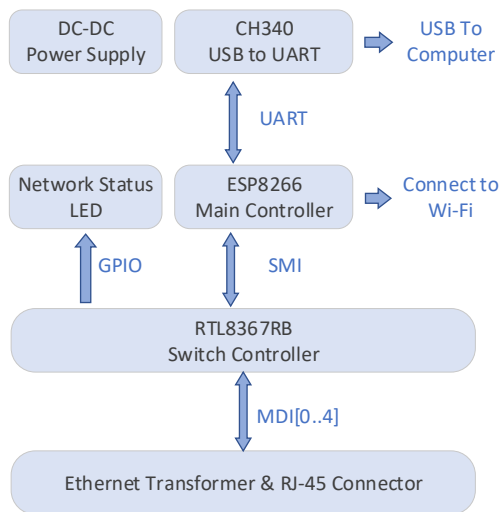 DC-DC
Power Supply
CH340
USB to UART
USB To
Computer
UART
Network Status
LED
ESP8266
Main Controller
Connect to
Wi-Fi
GPIO
SMI
RTL8367RB
Switch Controller
MDI[0..4]
Ethernet Transformer & RJ-45 Connector